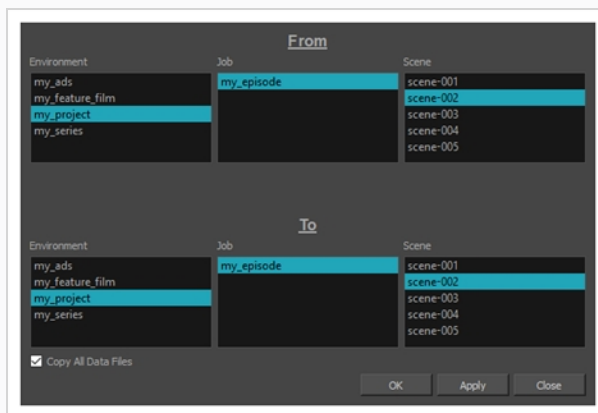 From
Environment Job Scene
my_ads my_episode scene-001
my_feature_film scene-002
my_project scene-003
my_series scene-004
scene-005
To
Environment Job Scene
my_ads my_episode scene-001
my_feature_film scene-002
my_project scene-003
my_series scene-004
scene-005
Copy All Data Files
OK Apply Close